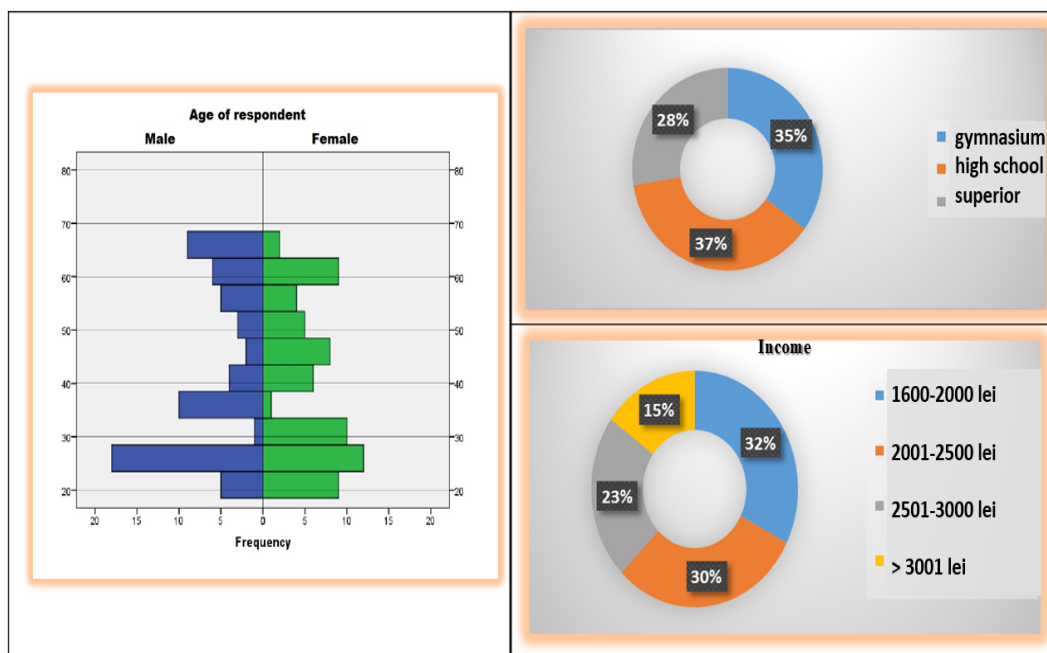 Age of respondent
Male Female
80 80
70 70
60 60
50 50
40 40
30 30
20 20
20 15 10 5 0 5 10 15 20
Frequency
28%
35%
37%
gymnasium
high school
superior
Income
15%
32%
23%
30%
1600-2000 lei
2001-2500 lei
2501-3000 lei
> 3001 lei